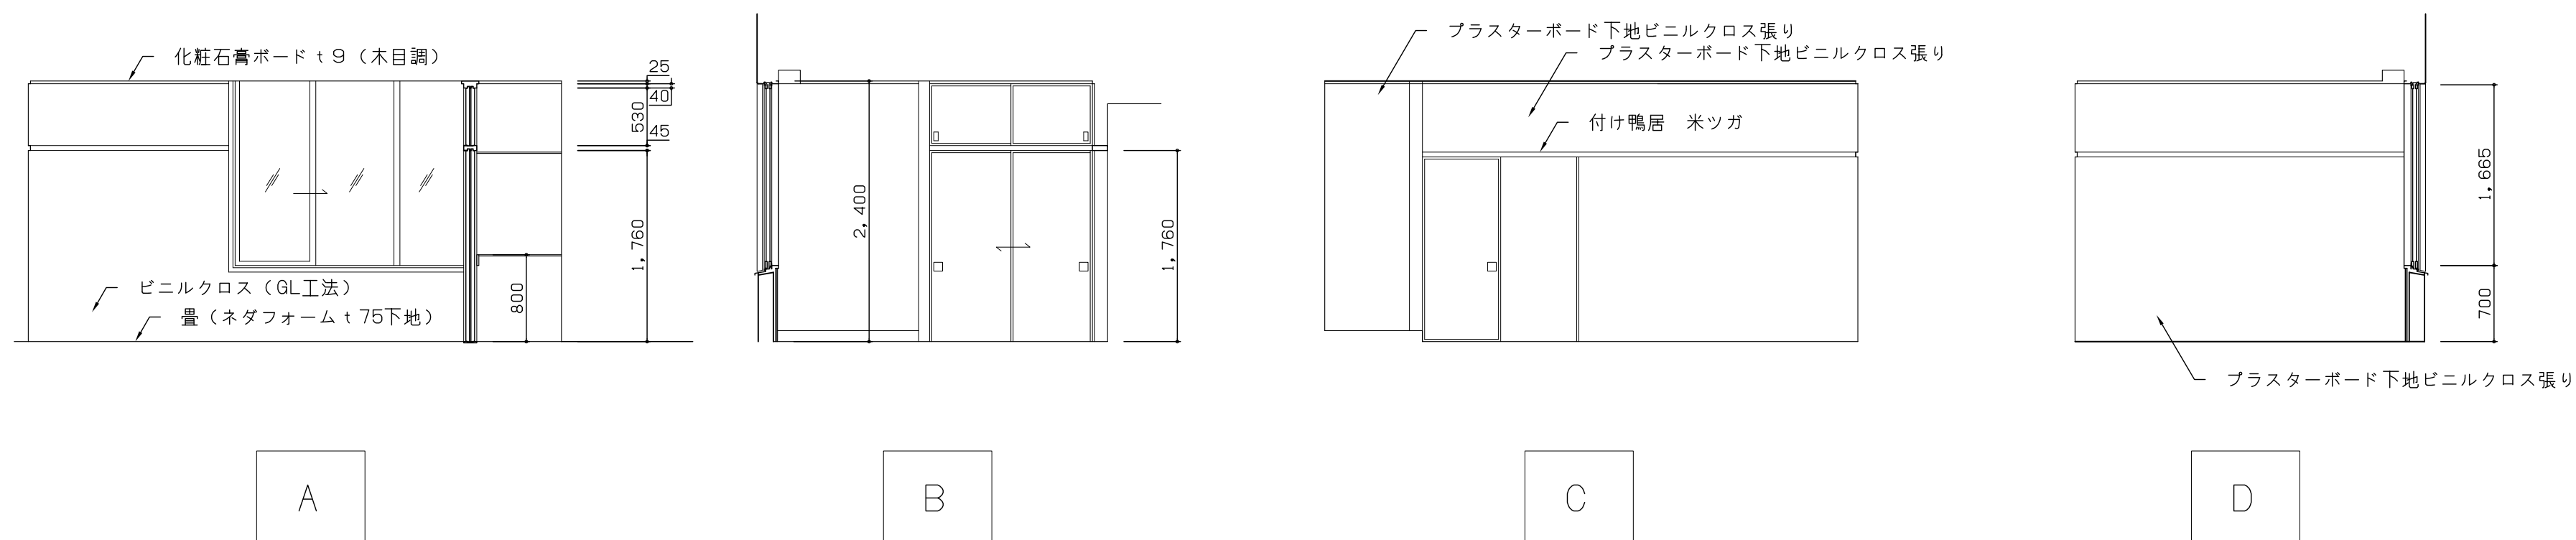 化粧石膏ボードｔ９（木目調）
25
40
530
45
1,760
800
ビニルクロス（GL工法）
畳（ネダフォームｔ75下地）
A
2,400
1,760
B
プラスターボード下地ビニルクロス張り
プラスターボード下地ビニルクロス張り
付け鴨居　米ツガ
C
1,665
700
プラスターボード下地ビニルクロス張り
D